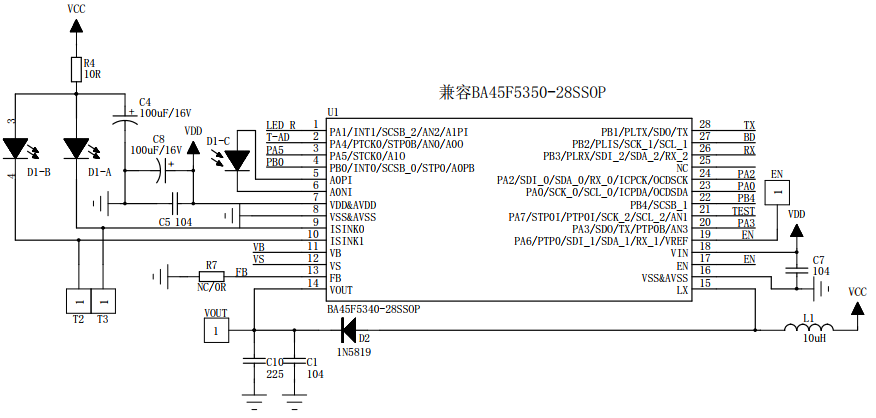 VCC
R4
10R
C4
100uF/16V
C8
100uF/16V
VDD
D1-C
3
4
D1-B
D1-A
C5 104
兼容BA45F5350-28SSOP
U1
LED R 1 PA1/INT1/SCSB_2/AN2/A1PI
T-AD 2 PA4/PTCK0/STP0B/AN0/A0O
PA5 3 PA5/STCK0/A1O
PB0 4 PB0/INT0/SCSB_0/STP0/A0PB
5 A0PI
6 A0NI
7 VDD&AVDD
8 VSS&AVSS
9 ISINK0
10 ISINK1
VB 11 VB
VS 12 VS
FB 13 FB
14 VOUT
PB1/PLTX/SDO/TX 28 TX
PB2/PLIS/SCK_1/SCL_1 27 BD
PB3/PLRX/SDI_2/SDA_2/RX_2 26 RX
NC 25
PA2/SDI_0/SDA_0/RX_0/ICPCK/OCDSCK 24 PA2
PA0/SCK_0/SCL_0/ICPDA/OCDSDA 23 PA0
PB4/SCSB_1 22 PB4
PA7/STP0I/PTP0I/SCK_2/SCL_2/AN1 21 TEST
PA3/SDO/TX/PTP0B/AN3 20 PA3
PA6/PTP0/SDI_1/SDA_1/RX_1/VREF 19 EN
VIN 18
EN 17 EN
VSS&AVSS 16
LX 15
BA45F5340-28SSOP
EN
1
VDD
C7
104
R7
NC/0R
1
T2
1
T3
VOUT
1
C10
225
C1
104
D2
1N5819
L1
10uH
VCC